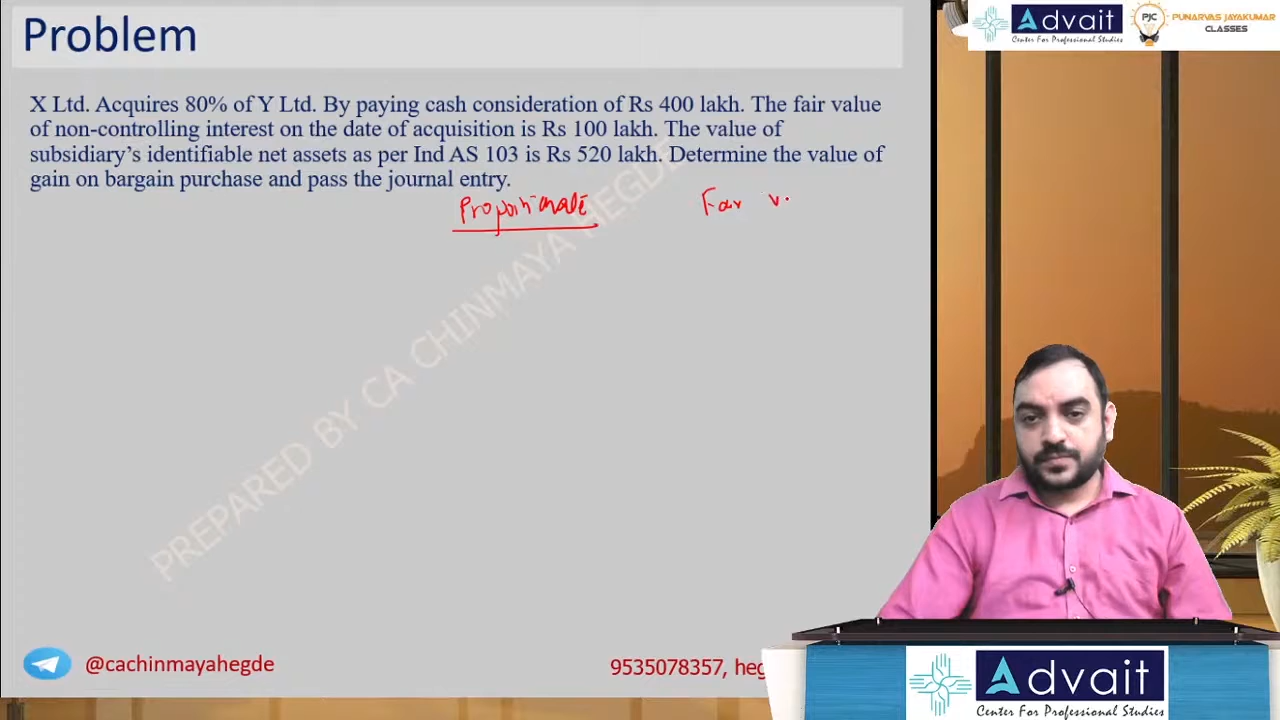 Problem
Advait
Center For Professional Studies
PJC
PUNARVAS JAYAKUMAR
CLASSES
X Ltd. Acquires 80% of Y Ltd. By paying cash consideration of Rs 400 lakh. The fair value
of non-controlling interest on the date of acquisition is Rs 100 lakh. The value of
subsidiary's identifiable net assets as per Ind AS 103 is Rs 520 lakh. Determine the value of
gain on bargain purchase and pass the journal entry.
Proportionate Fair v
PREPARED BY CA CHINMAYA HEGDE
@cachinmayahegde
9535078357, heg
Advait
Center For Professional Studies